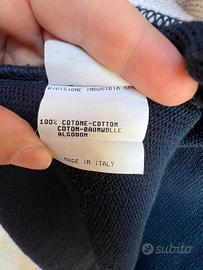 DIVISIONE INDUSTRIA
100% COTONE-COTTON
COTON-BAUMWOLLE
ALGODON
MADE IN ITALY
subito